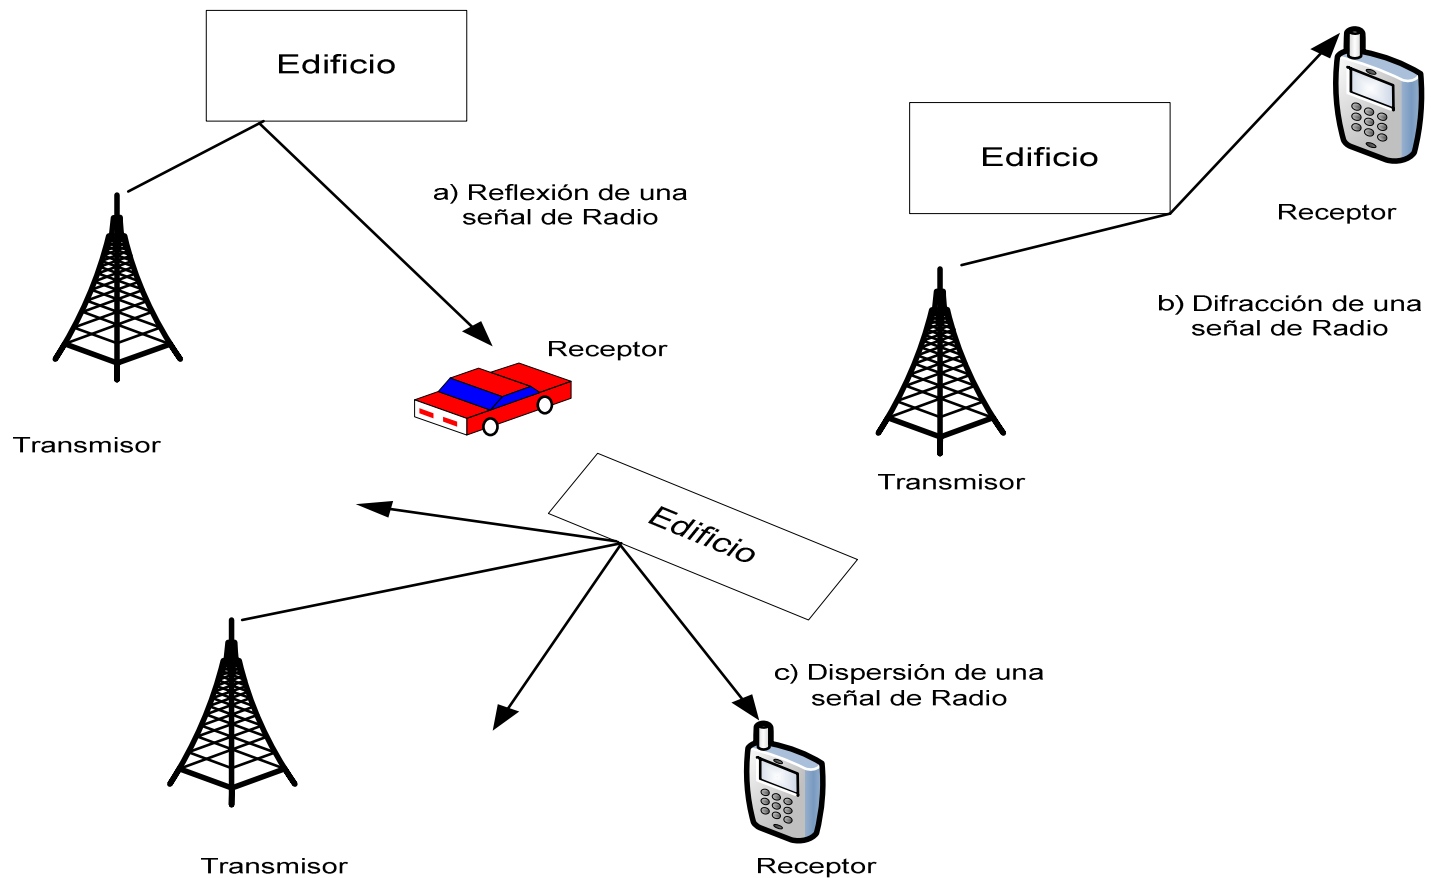 Edificio
a) Reflexión de una
señal de Radio
Receptor
Transmisor
Edificio
Receptor
b) Difracción de una
señal de Radio
Transmisor
Edificio
c) Dispersión de una
señal de Radio
Transmisor
Receptor